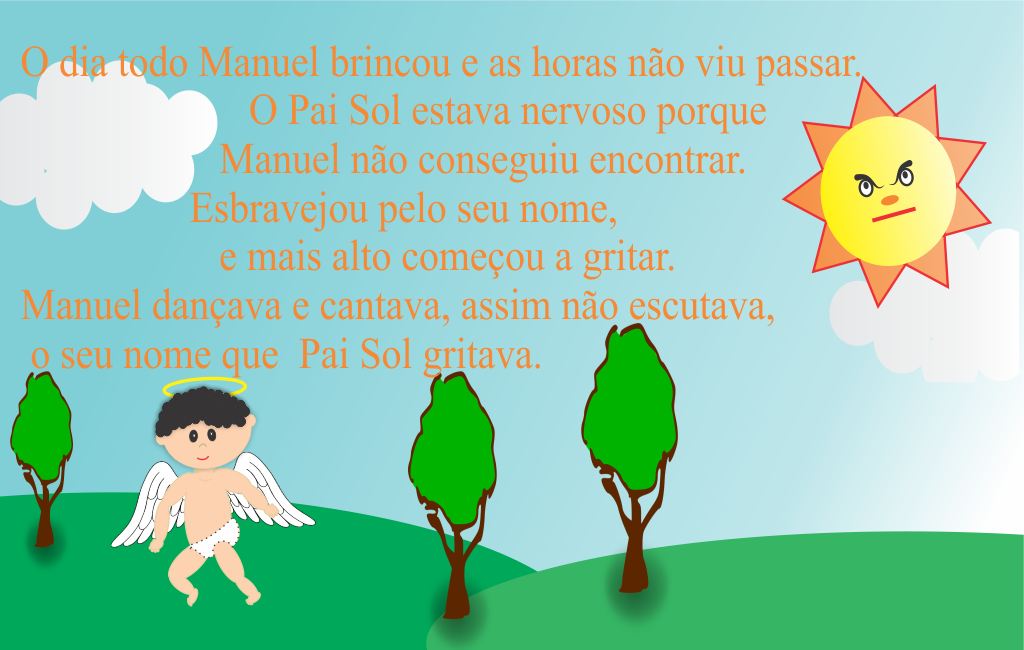 O dia todo Manuel brincou e as horas não viu passar.
O Pai Sol estava nervoso porque
Manuel não conseguiu encontrar.
Esbravejou pelo seu nome,
e mais alto começou a gritar.
Manuel dançava e cantava, assim não escutava,
o seu nome que Pai Sol gritava.